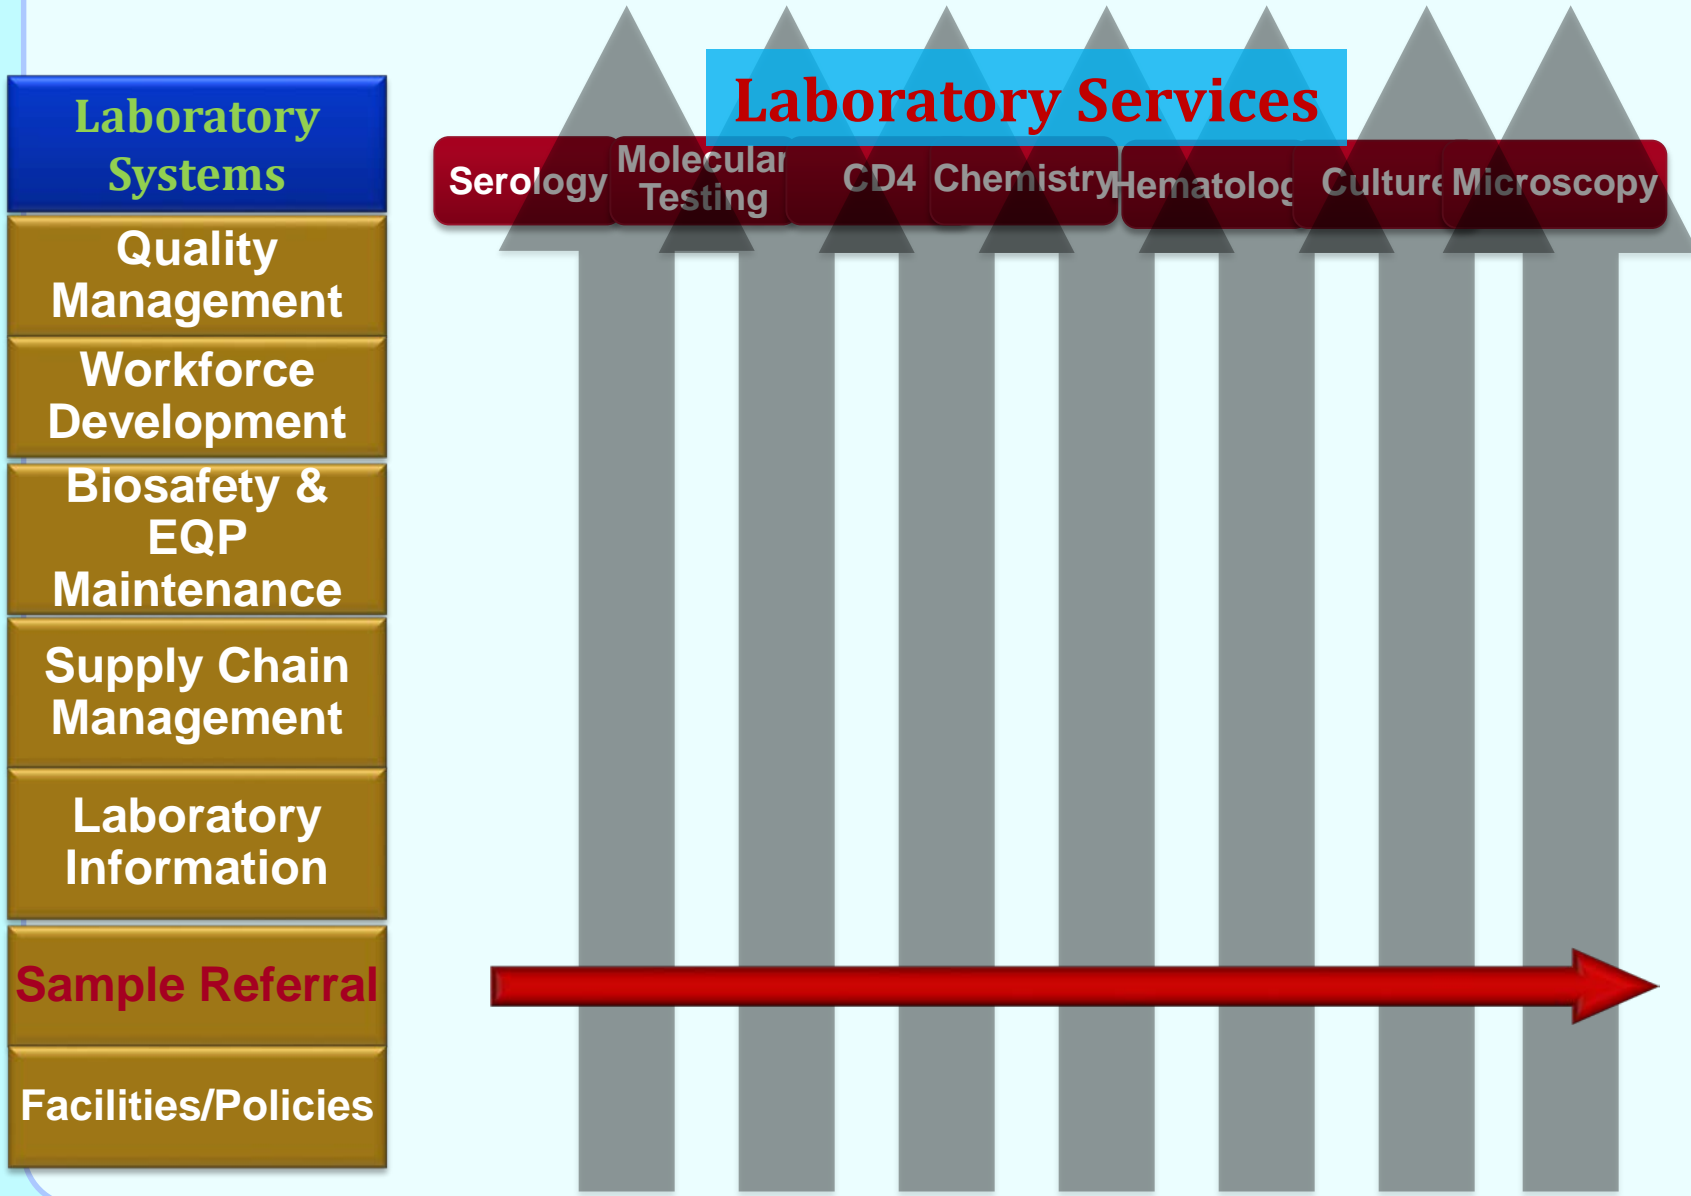 Laboratory
Systems
Quality
Management
Workforce
Development
Biosafety &
EQP
Maintenance
Supply Chain
Management
Laboratory
Information
Sample Referral
Facilities/Policies
Laboratory Services
Serology
Molecular
Testing
CD4
Chemistry
Hematolog
Culture
Microscopy